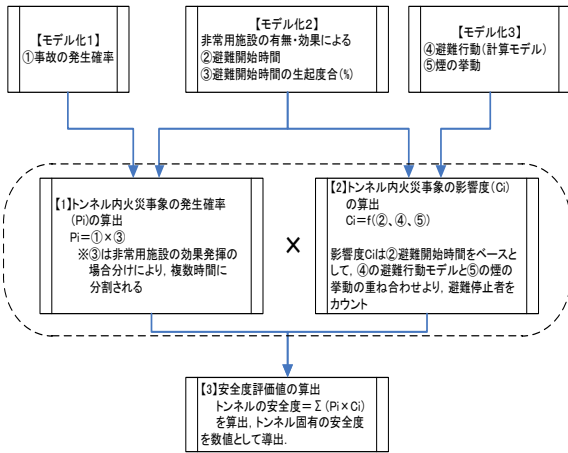 【モデル化1】
①事故の発生確率
【モデル化2】
非常用施設の有無・効果による
②避難開始時間
③避難開始時間の生起度合(%)
【モデル化3】
④避難行動(計算モデル)
⑤煙の挙動
【1】トンネル内火災事象の発生確率
(Pi)の算出
Pi=①×③
※③は非常用施設の効果発揮の
場合分けにより,複数時間に
分割される
×
【2】トンネル内火災事象の影響度(Ci)
の算出
Ci=f(②、④、⑤)
影響度Ciは②避難開始時間をベースと
して,④の避難行動モデルと⑤の煙の
挙動の重ね合わせより,避難停止者を
カウント
【3】安全度評価値の算出
トンネルの安全度=Σ(Pi×Ci)
を算出,トンネル固有の安全度
を数値として導出.